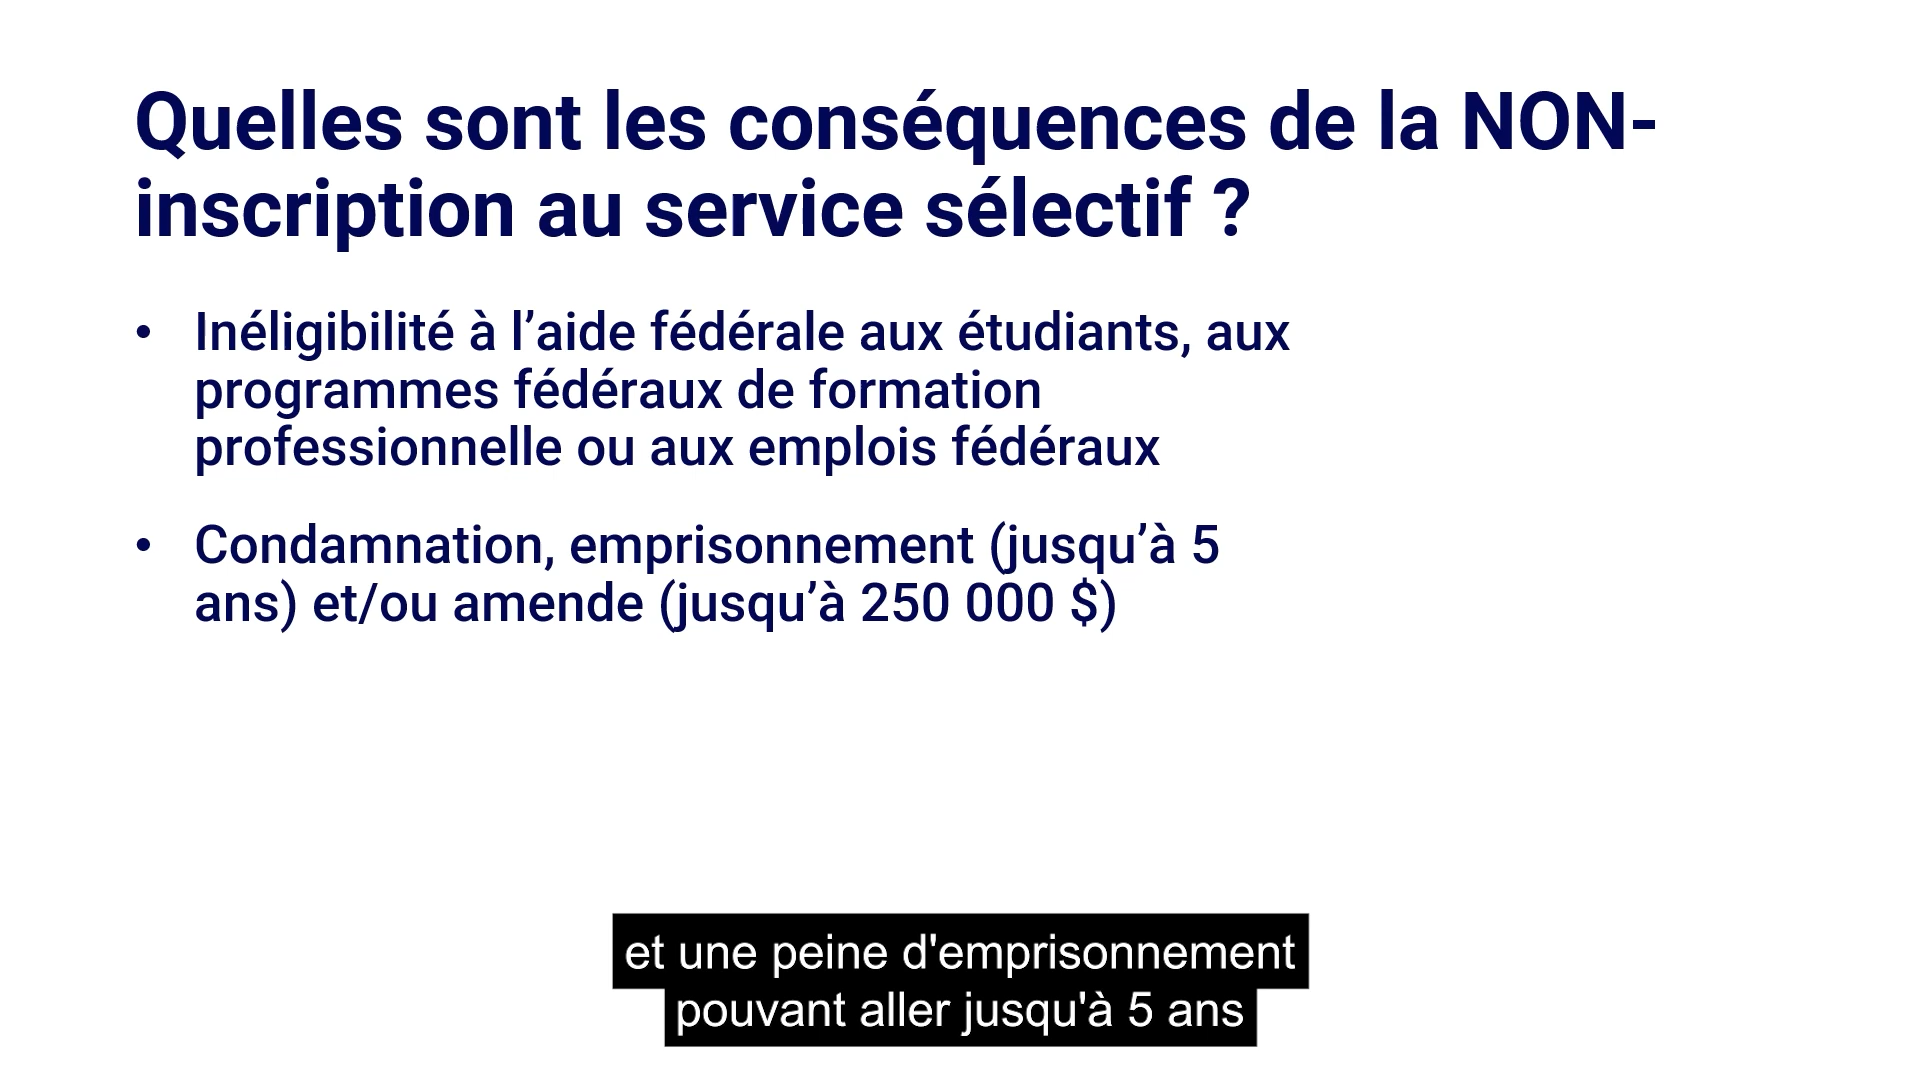 Quelles sont les conséquences de la NON-
inscription au service sélectif ?
• Inéligibilité à l’aide fédérale aux étudiants, aux
programmes fédéraux de formation
professionnelle ou aux emplois fédéraux
• Condamnation, emprisonnement (jusqu’à 5
ans) et/ou amende (jusqu’à 250 000 $)
et une peine d'emprisonnement
pouvant aller jusqu'à 5 ans